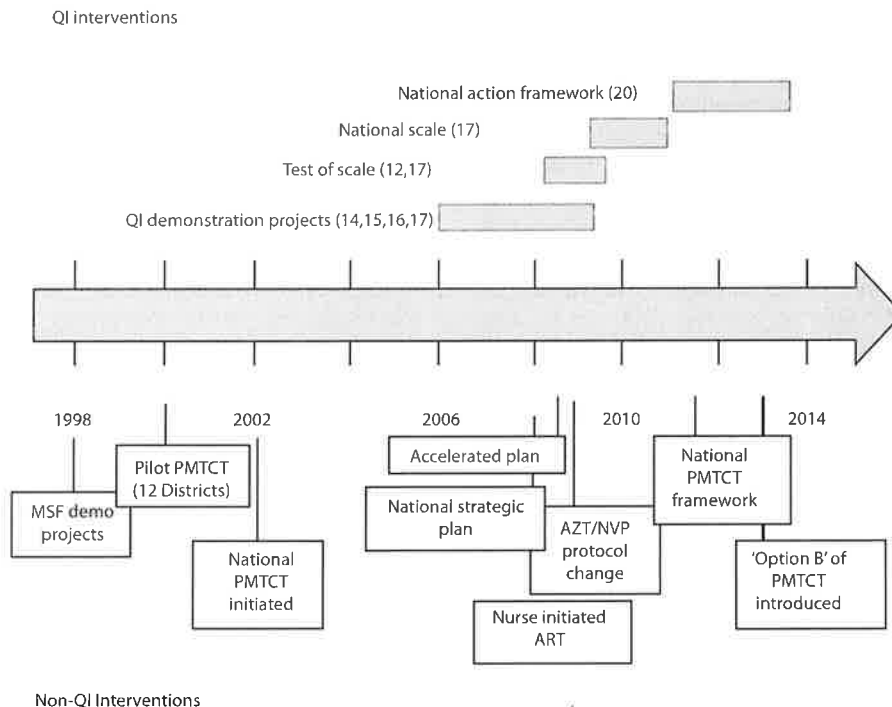 QI interventions
National action framework (20)
National scale (17)
Test of scale (12,17)
QI demonstration projects (14,15,16,17)
1998
2002
2006
2010
2014
Pilot PMTCT
(12 Districts)
MSF demo
projects
National
PMTCT
initiated
Accelerated plan
National strategic
plan
AZT/NVP
protocol
change
Nurse initiated
ART
National
PMTCT
framework
'Option B' of
PMTCT
introduced
Non-QI Interventions